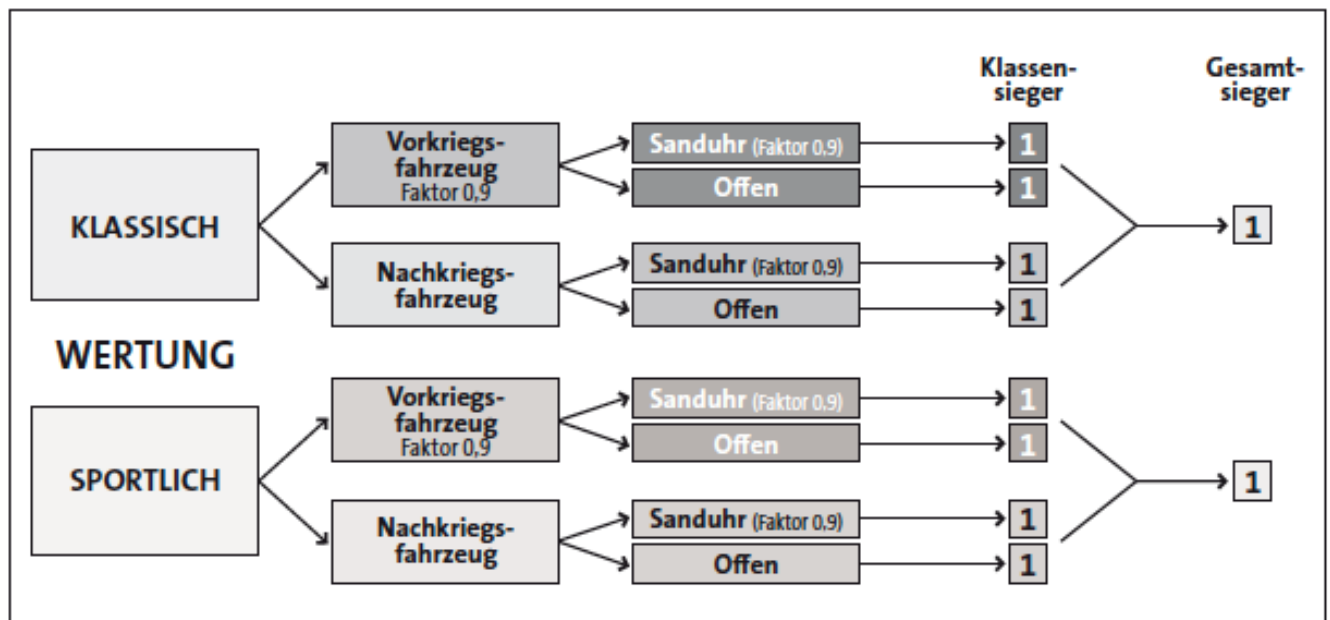 Klassen-
sieger
Gesamt-
sieger
KLASSISCH
Vorkriegs-
fahrzeug
Faktor 0,9
Sanduhr (Faktor 0,9)
1
Offen
1
Nachkriegs-
fahrzeug
Sanduhr (Faktor 0,9)
1
Offen
1
1
WERTUNG
SPORTLICH
Vorkriegs-
fahrzeug
Faktor 0,9
Sanduhr (Faktor 0,9)
1
Offen
1
Nachkriegs-
fahrzeug
Sanduhr (Faktor 0,9)
1
Offen
1
1